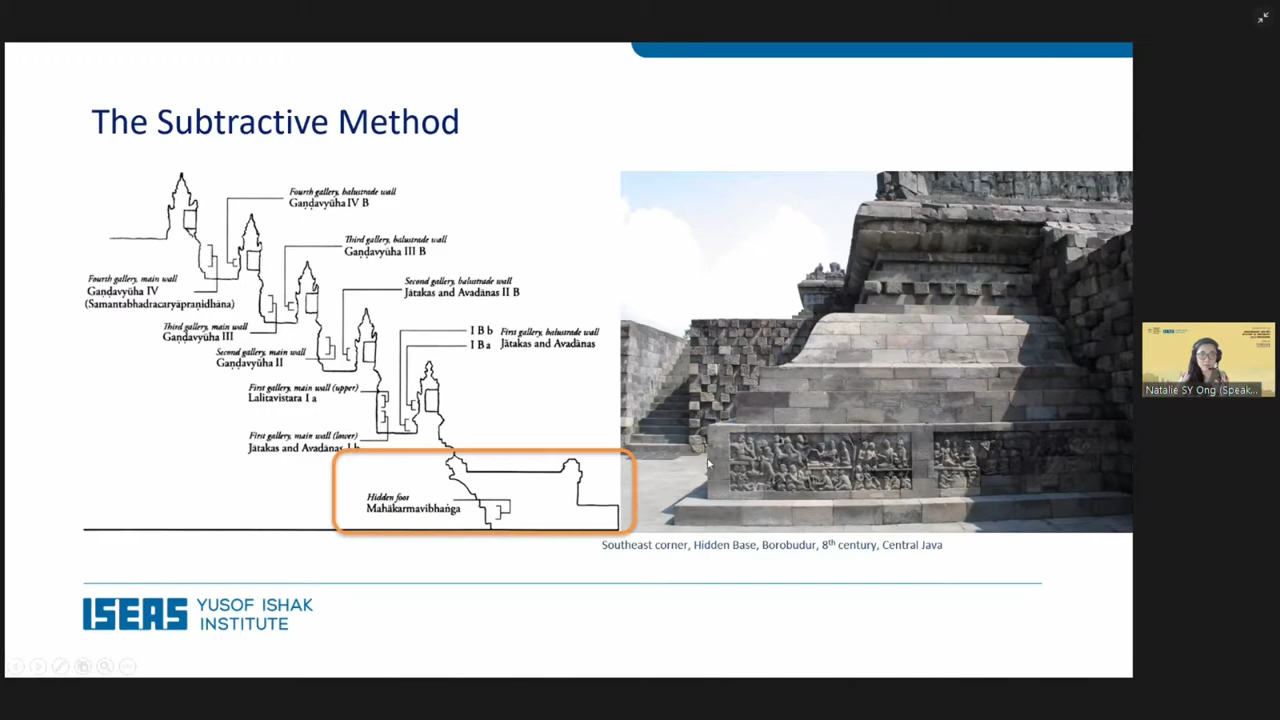 The Subtractive Method
Fourth gallery, balustrade wall
Gaṇḍavyūha IV B
Third gallery, balustrade wall
Gaṇḍavyūha III B
Fourth gallery, main wall
Gaṇḍavyūha IV
(Samantabhadracaryāpraṇidhāna)
Second gallery, balustrade wall
Jātakas and Avadānas II B
Third gallery, main wall
Gaṇḍavyūha III
I B b
First gallery, balustrade wall
I B a
Jātakas and Avadānas
Second gallery, main wall
Gaṇḍavyūha II
First gallery, main wall (upper)
Lalitavistara I a
First gallery, main wall (lower)
Jātakas and Avadānas I b
Hidden foot
Mahākarmavibhaṅga
Southeast corner, Hidden Base, Borobudur, 8th century, Central Java
ISEAS YUSOF ISHAK
INSTITUTE
Natalie SY Ong (Speak...